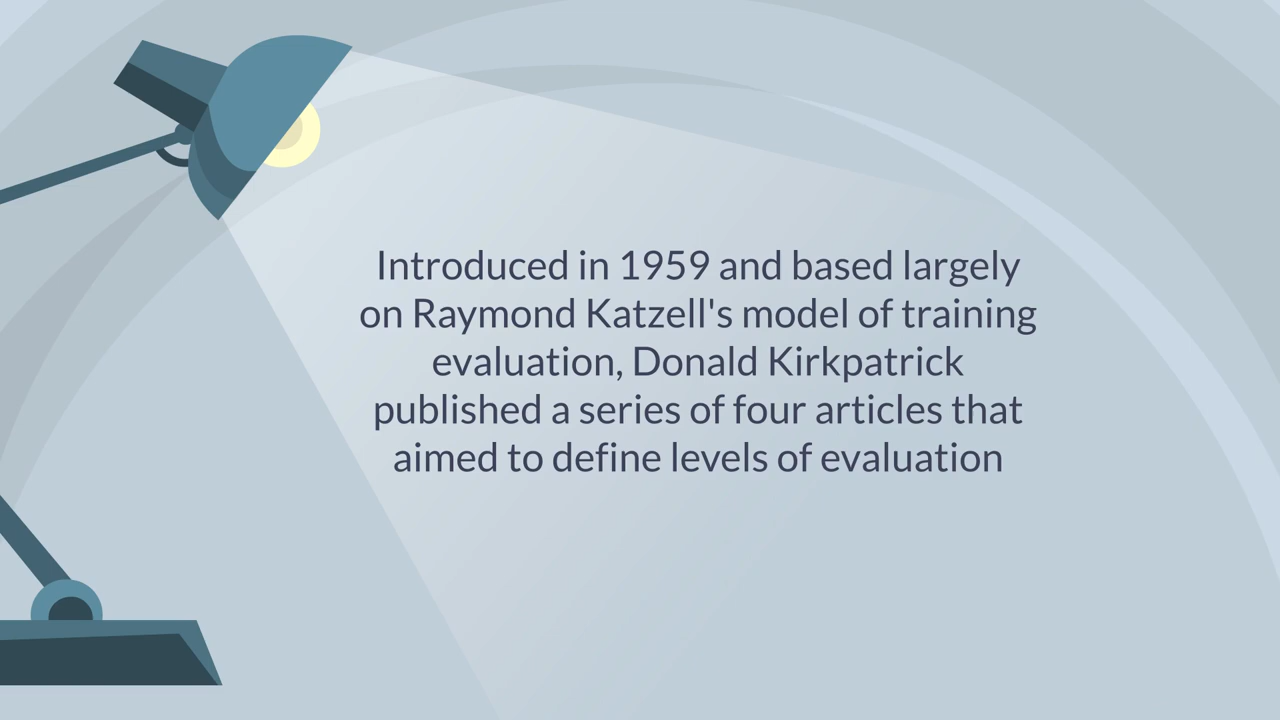 Introduced in 1959 and based largely
on Raymond Katzell's model of training
evaluation, Donald Kirkpatrick
published a series of four articles that
aimed to define levels of evaluation